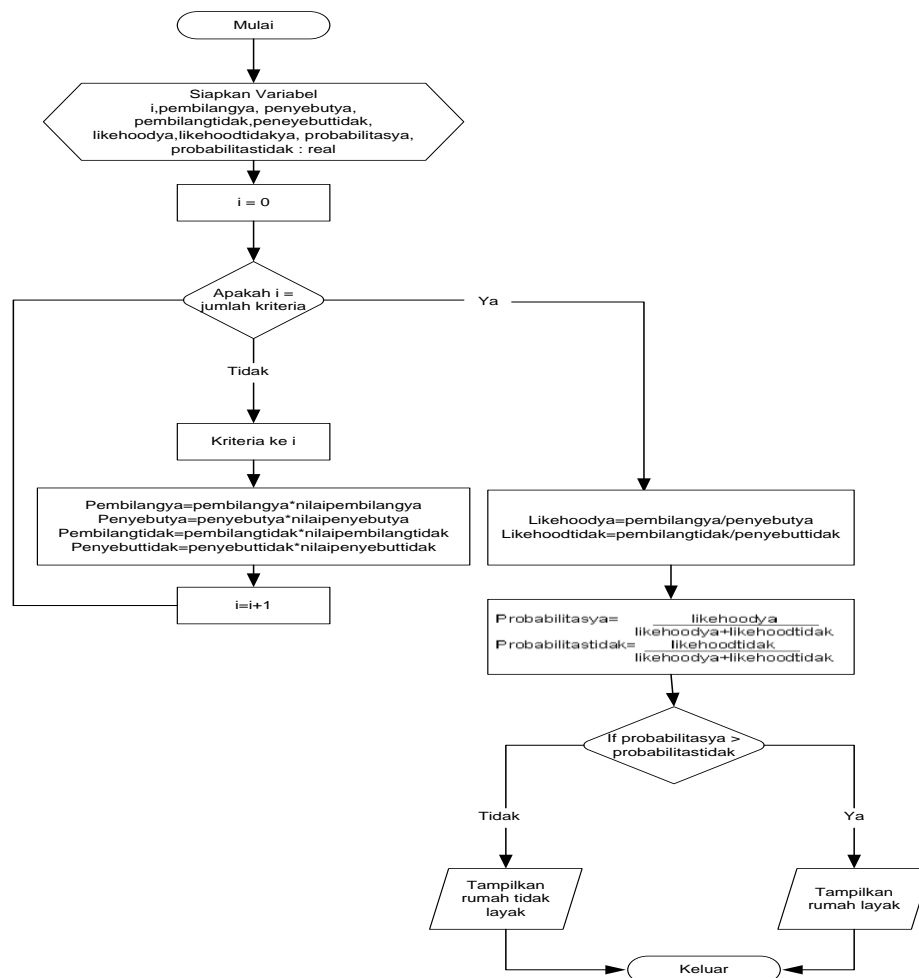 Mulai
Siapkan Variabel
i,pembilangya, penyebutya,
pembilangtidak,peneyebuttidak,
likehoodya,likehoodtidakya, probabilitasya,
probabilitastidak : real
i = 0
Apakah i =
jumlah kriteria
Ya
Tidak
Kriteria ke i
Pembilangya=pembilangya*nilaipembilangya
Penyebutya=penyebutya*nilaipenyebutya
Pembilangtidak=pembilangtidak*nilaipembilangtidak
Penyebuttidak=penyebuttidak*nilaipenyebuttidak
i=i+1
Likehoodya=pembilangya/penyebutya
Likehoodtidak=pembilangtidak/penyebuttidak
Probabilitasya= likehoodya
likehoodya+likehoodtidak
Probabilitastidak= likehoodtidak
likehoodya+likehoodtidak
If probabilitasya >
probabilitastidak
Tidak
Ya
Tampilkan
rumah tidak
layak
Tampilkan
rumah layak
Keluar